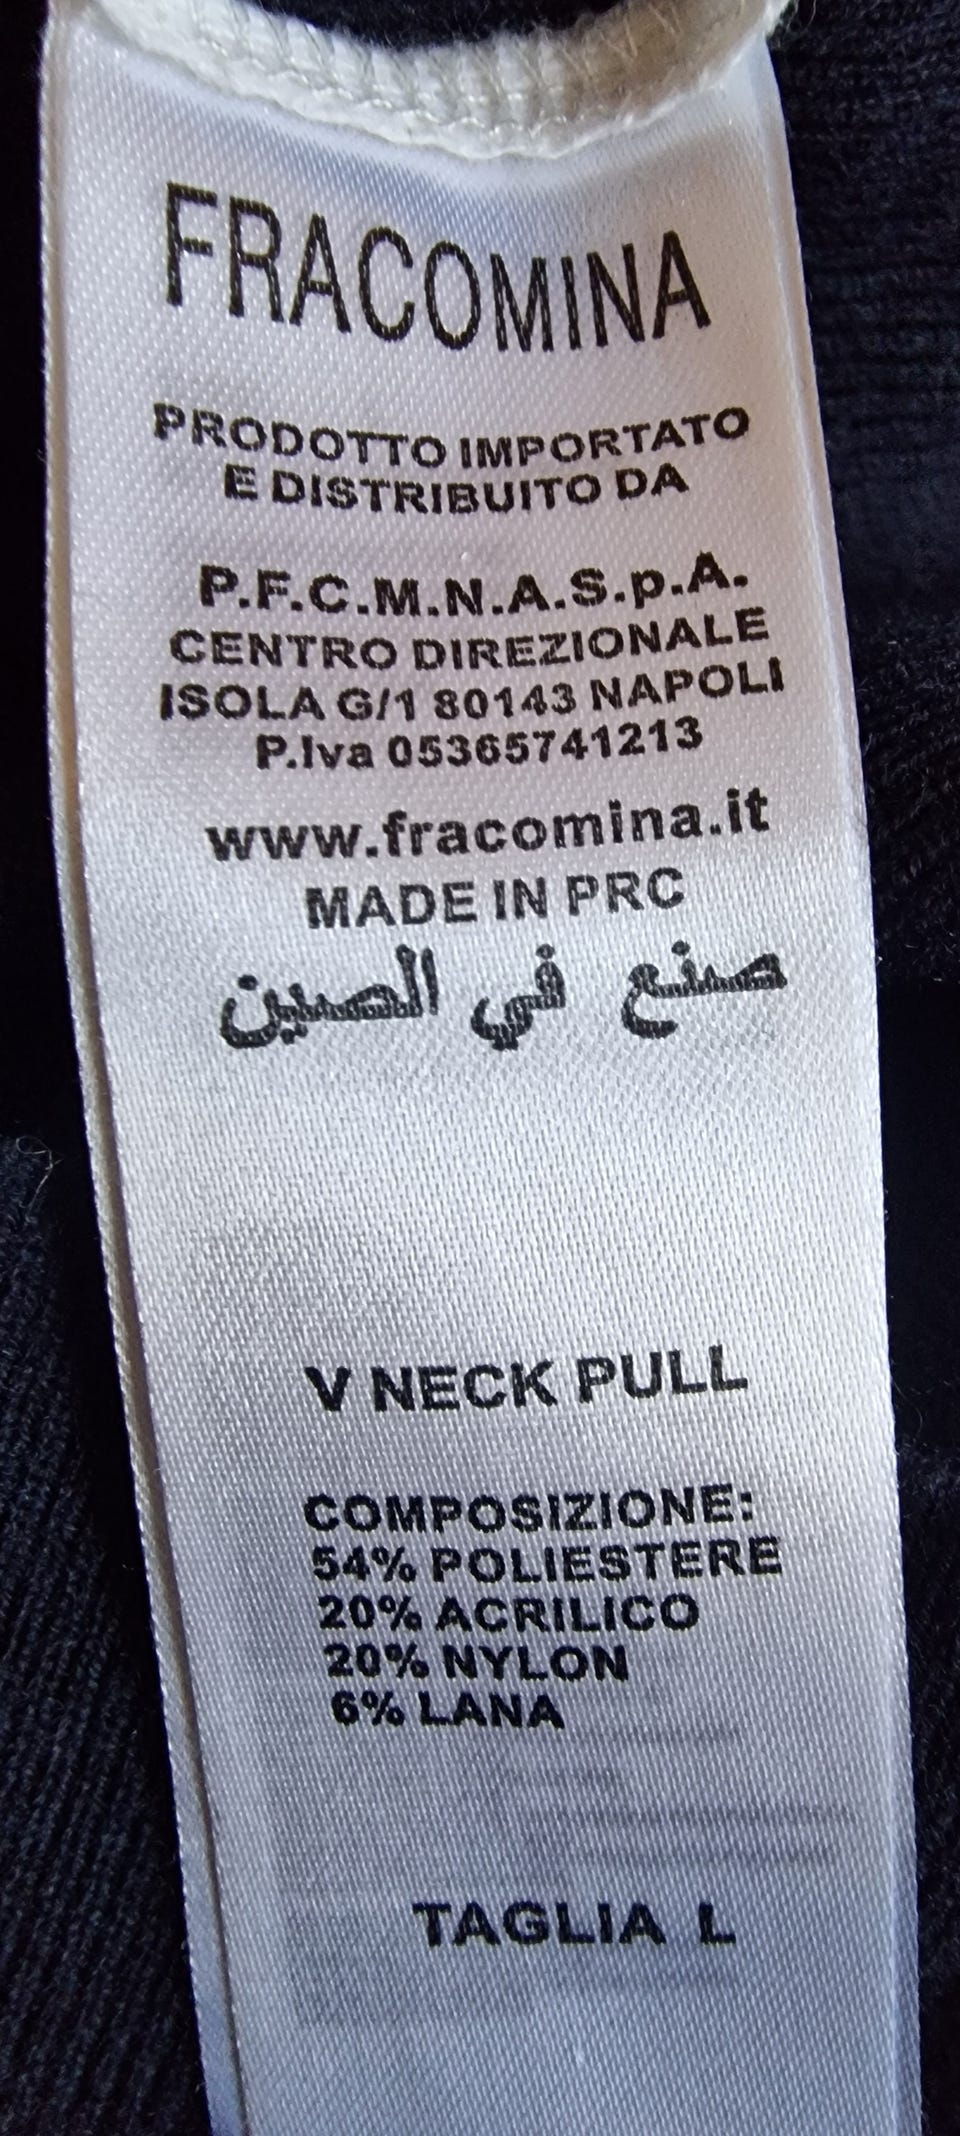 FRACOMINA
PRODOTTO IMPORTATO
E DISTRIBUITO DA
P.F.C.M.N.A.S.p.A.
CENTRO DIREZIONALE
ISOLA G/1 80143 NAPOLI
P.Iva 05365741213
www.fracomina.it
MADE IN PRC
صنع في الصين
V NECK PULL
COMPOSIZIONE:
54% POLIESTERE
20% ACRILICO
20% NYLON
6% LANA
TAGLIA L